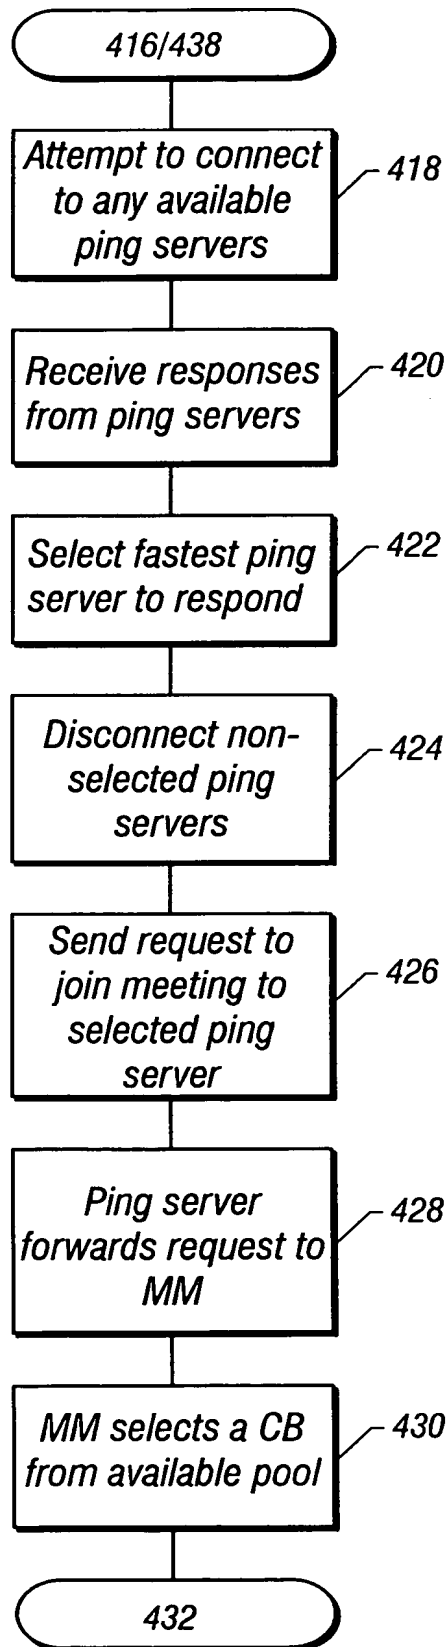 416/438
Attempt to connect
to any available
ping servers
418
Receive responses
from ping servers
420
Select fastest ping
server to respond
422
Disconnect non-
selected ping
servers
424
Send request to
join meeting to
selected ping
server
426
Ping server
forwards request to
MM
428
MM selects a CB
from available pool
430
432